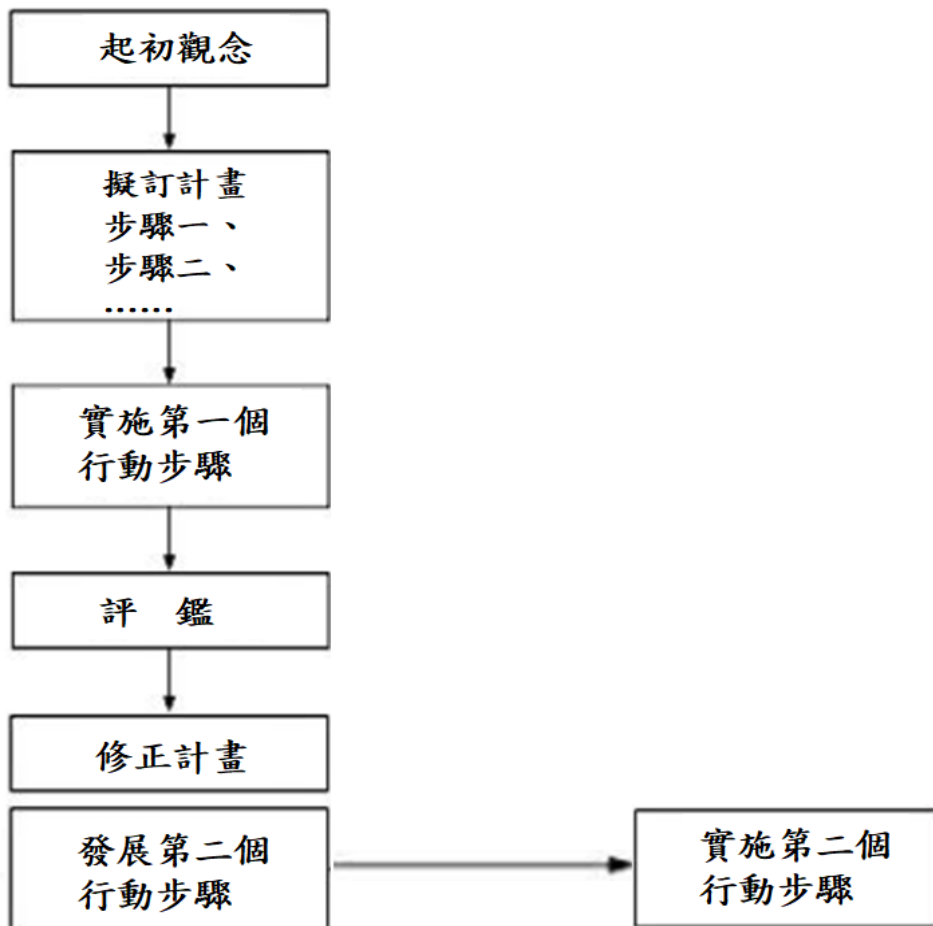 起初觀念
擬訂計畫
步驟一、
步驟二、
......
實施第一個
行動步驟
評　鑑
修正計畫
發展第二個
行動步驟
實施第二個
行動步驟